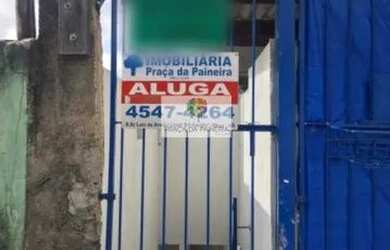 IMOBILIÁRIA
Praça da Paineira
ALUGA
4547-4264